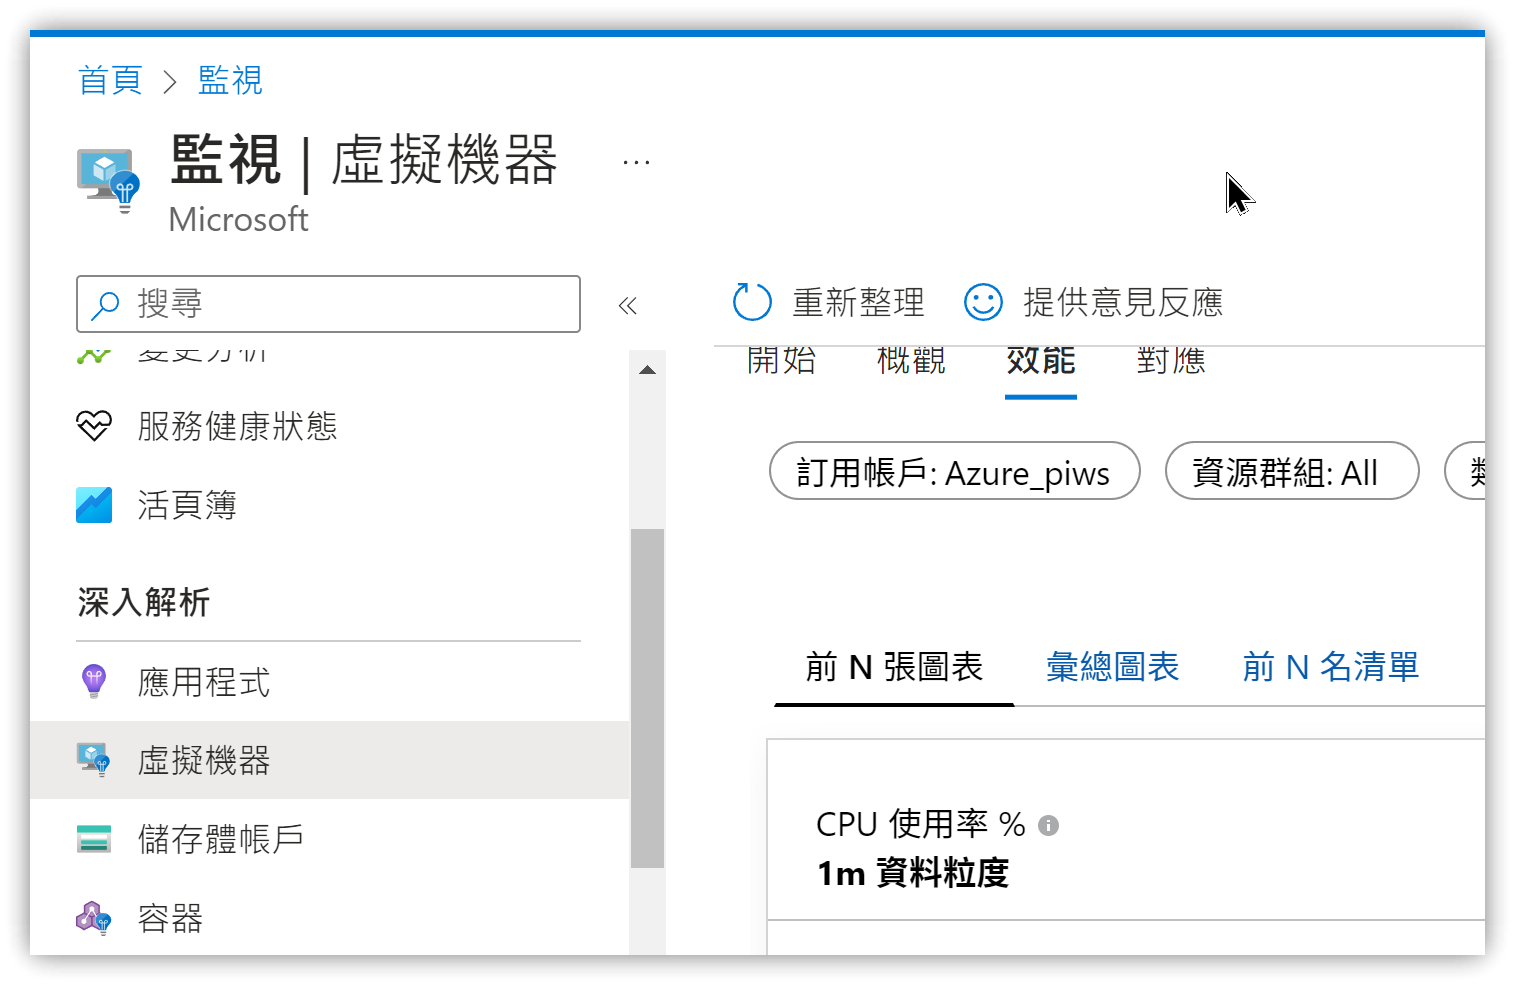 首頁 > 監視
監視 | 虛擬機器 ...
Microsoft
搜尋
«
變更分析
服務健康狀態
活頁簿
深入解析
應用程式
虛擬機器
儲存體帳戶
容器
重新整理 提供意見反應
開始 概觀 效能 對應
訂用帳戶: Azure_piws 資源群組: All
前 N 張圖表 彙總圖表 前 N 名清單
CPU 使用率 %
1m 資料粒度